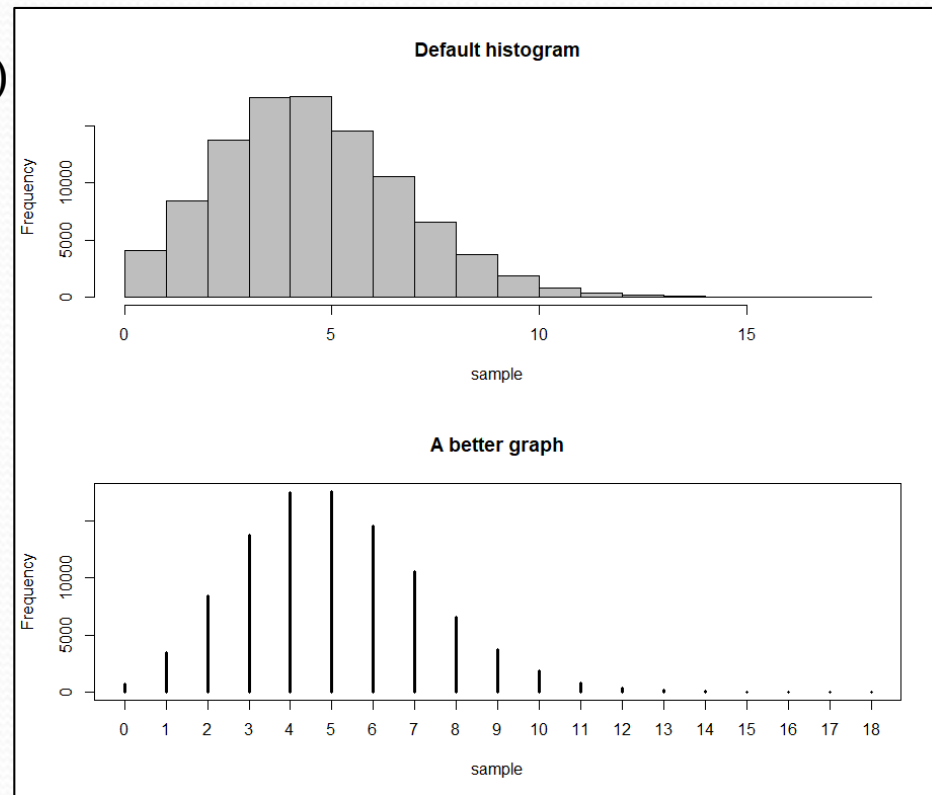 )
Default histogram
Frequency
0 5000 10000
0 5 10 15
sample
A better graph
Frequency
0 5000 10000
0 1 2 3 4 5 6 7 8 9 10 11 12 13 14 15 16 17 18
sample